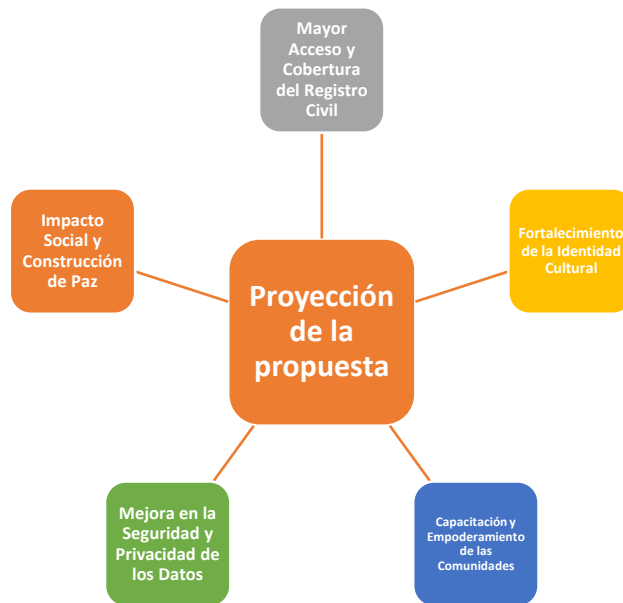 Mayor
Acceso y
Cobertura
del Registro
Civil
Impacto
Social y
Construcción
de Paz
Fortalecimiento
de la Identidad
Cultural
Proyección
de la
propuesta
Mejora en la
Seguridad y
Privacidad de
los Datos
Capacitación y
Empoderamiento
de las
Comunidades